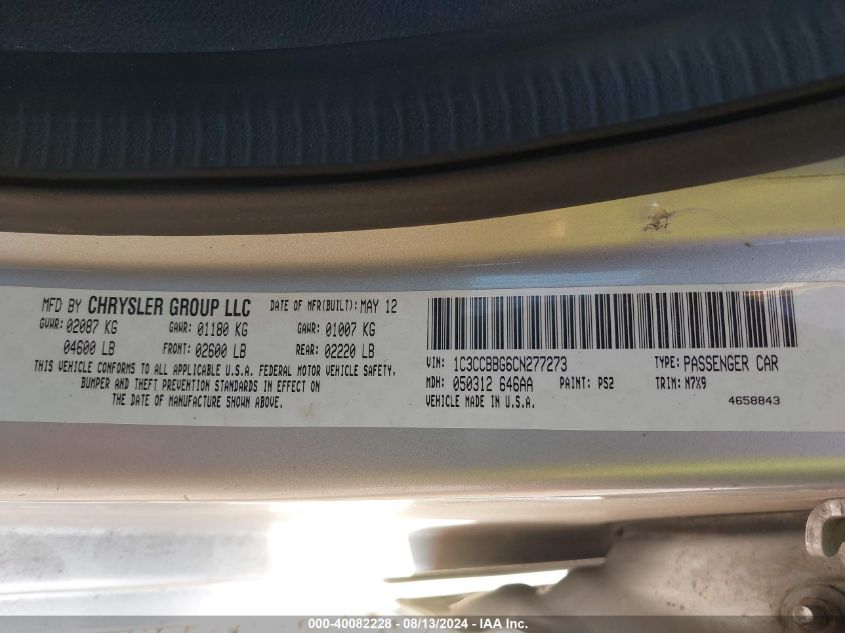 MFD BY CHRYSLER GROUP LLC DATE OF MFR(BUILT): MAY 12
GVWR: 02087 KG GAWR: 01180 KG GAWR: 01007 KG
04600 LB FRONT: 02600 LB REAR: 02220 LB
THIS VEHICLE CONFORMS TO ALL APPLICABLE U.S.A. FEDERAL MOTOR VEHICLE SAFETY,
BUMPER AND THEFT PREVENTION STANDARDS IN EFFECT ON
THE DATE OF MANUFACTURE SHOWN ABOVE.
VIN: 1C3CCBBG6CN277273 TYPE: PASSENGER CAR
MDH: 050312 646AA PAINT: PS2 TRIM: N7X9
VEHICLE MADE IN U.S.A. 4658843
000-40082228 - 08/13/2024 - IAA Inc.